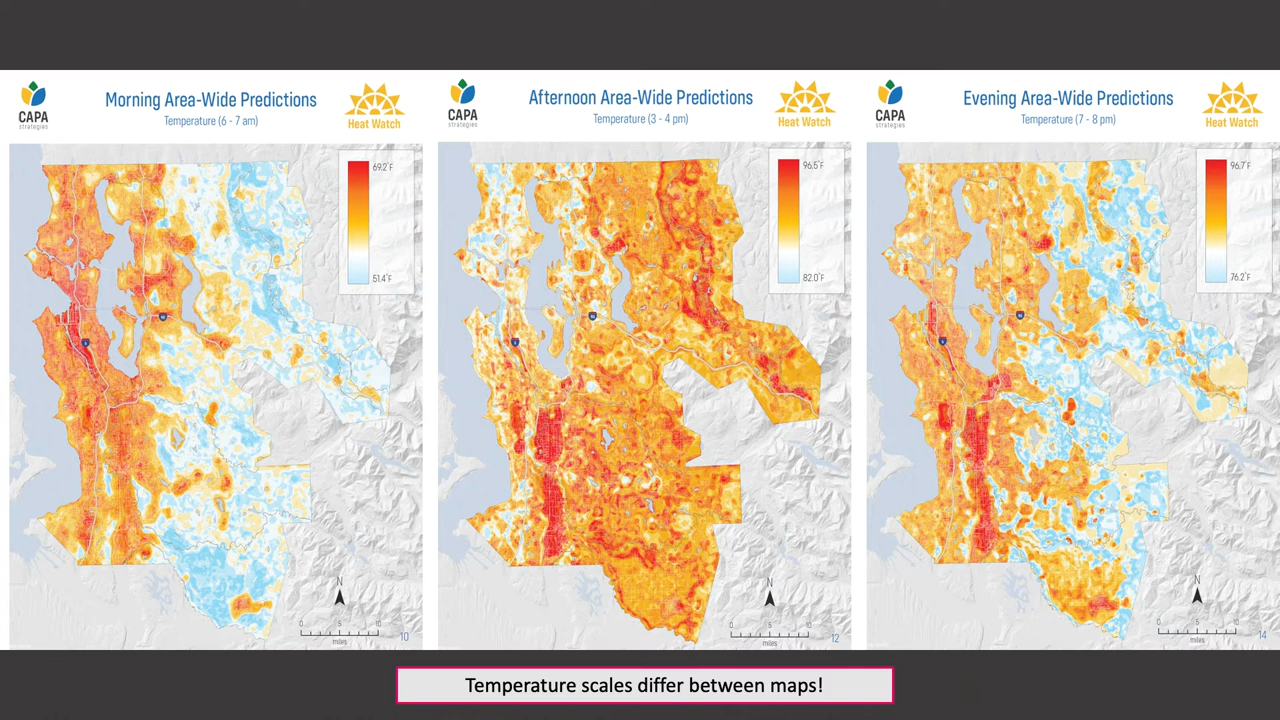 CAPA
strategies
Morning Area-Wide Predictions
Temperature (6 - 7 am)
Heat Watch
69.2°F
51.4°F
N
0 5 10
miles
10
CAPA
strategies
Afternoon Area-Wide Predictions
Temperature (3 - 4 pm)
Heat Watch
96.5°F
82.0°F
N
0 5 10
miles
12
CAPA
strategies
Evening Area-Wide Predictions
Temperature (7 - 8 pm)
Heat Watch
96.7°F
76.2°F
N
0 5 10
miles
14
Temperature scales differ between maps!